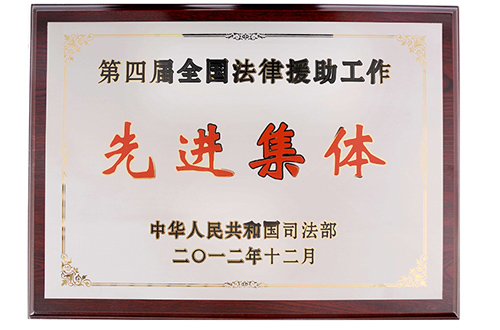 第四届全国法律援助工作
先进集体
中华人民共和国司法部
二〇一二年十二月